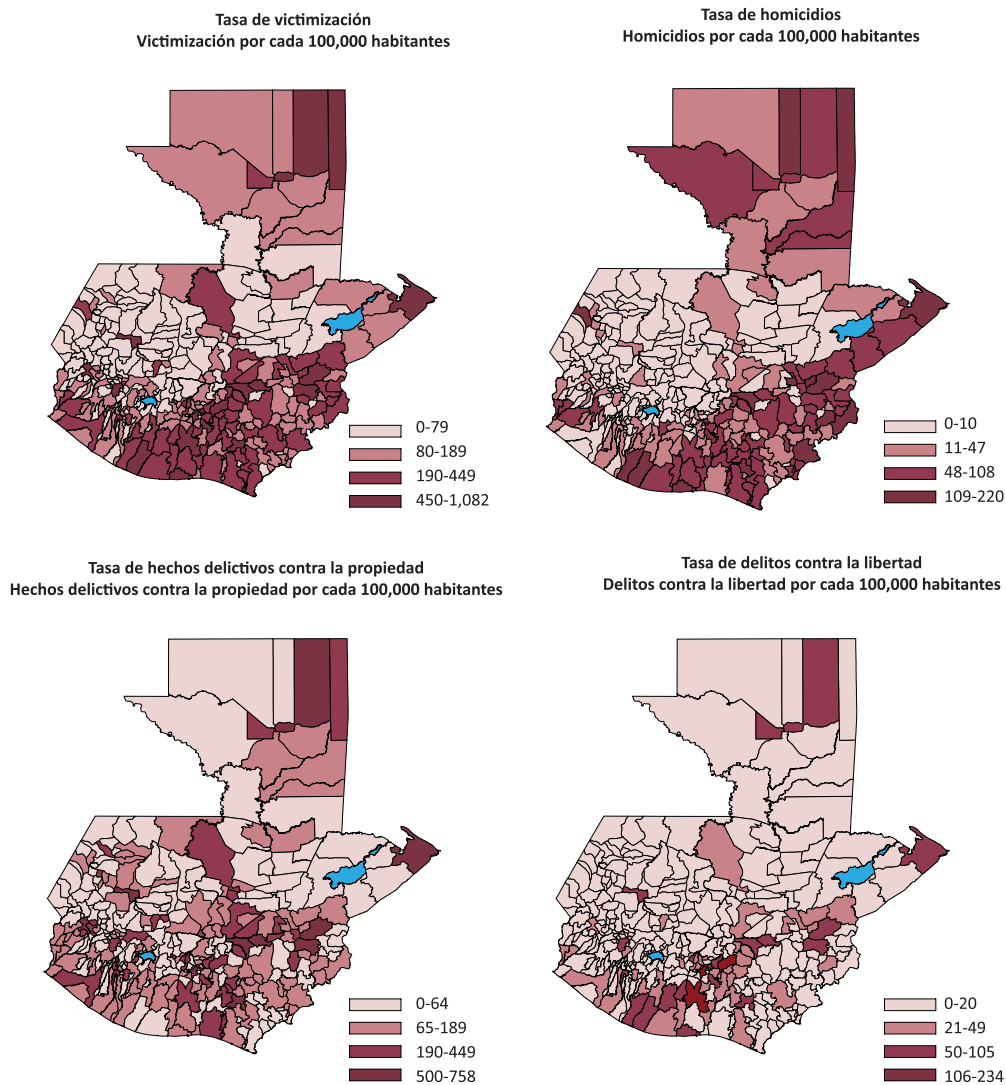 Tasa de victimización
Victimización por cada 100,000 habitantes
0-79
80-189
190-449
450-1,082
Tasa de homicidios
Homicidios por cada 100,000 habitantes
0-10
11-47
48-108
109-220
Tasa de hechos delictivos contra la propiedad
Hechos delictivos contra la propiedad por cada 100,000 habitantes
0-64
65-189
190-449
500-758
Tasa de delitos contra la libertad
Delitos contra la libertad por cada 100,000 habitantes
0-20
21-49
50-105
106-234